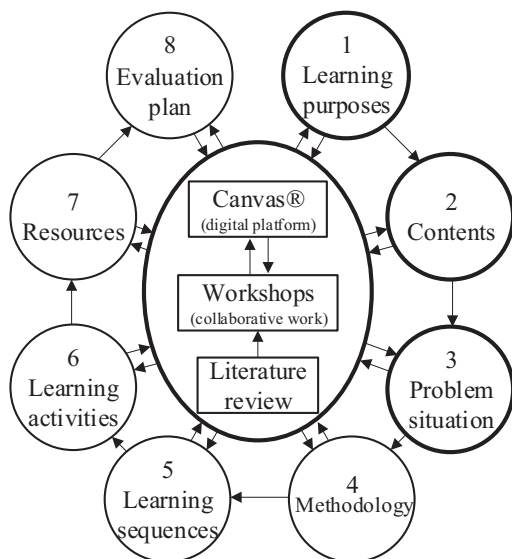 1
Learning
purposes
2
Contents
3
Problem
situation
4
Methodology
5
Learning
sequences
6
Learning
activities
7
Resources
8
Evaluation
plan
Canvas®
(digital platform)
Workshops
(collaborative work)
Literature
review